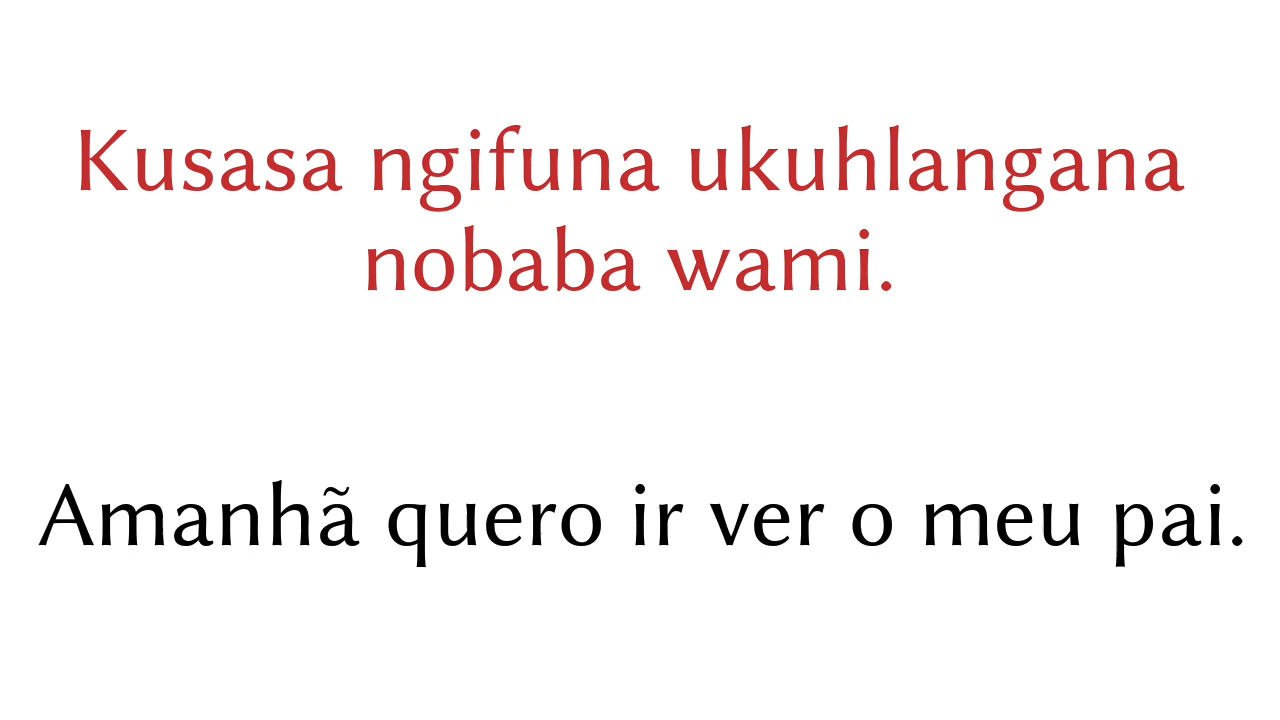 Kusasa ngifuna ukuhlangana
nobaba wami.
Amanhã quero ir ver o meu pai.